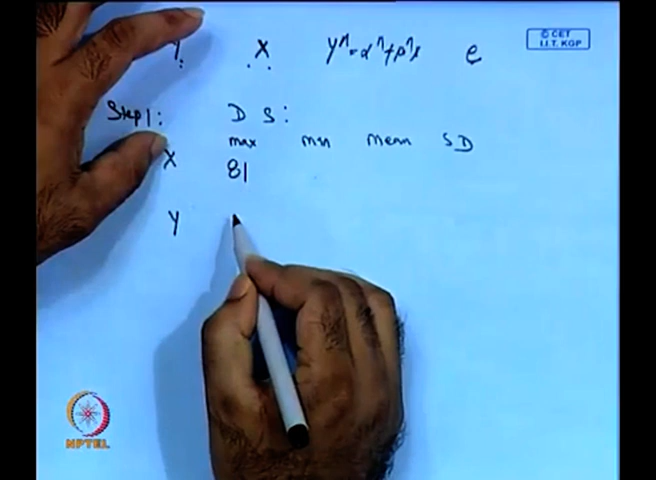 Y X Y^ = α^ + β^ x e
© CET
I.I.T. KGP
Step 1: D S:
max min Mean SD
X 81
Y
NPTEL